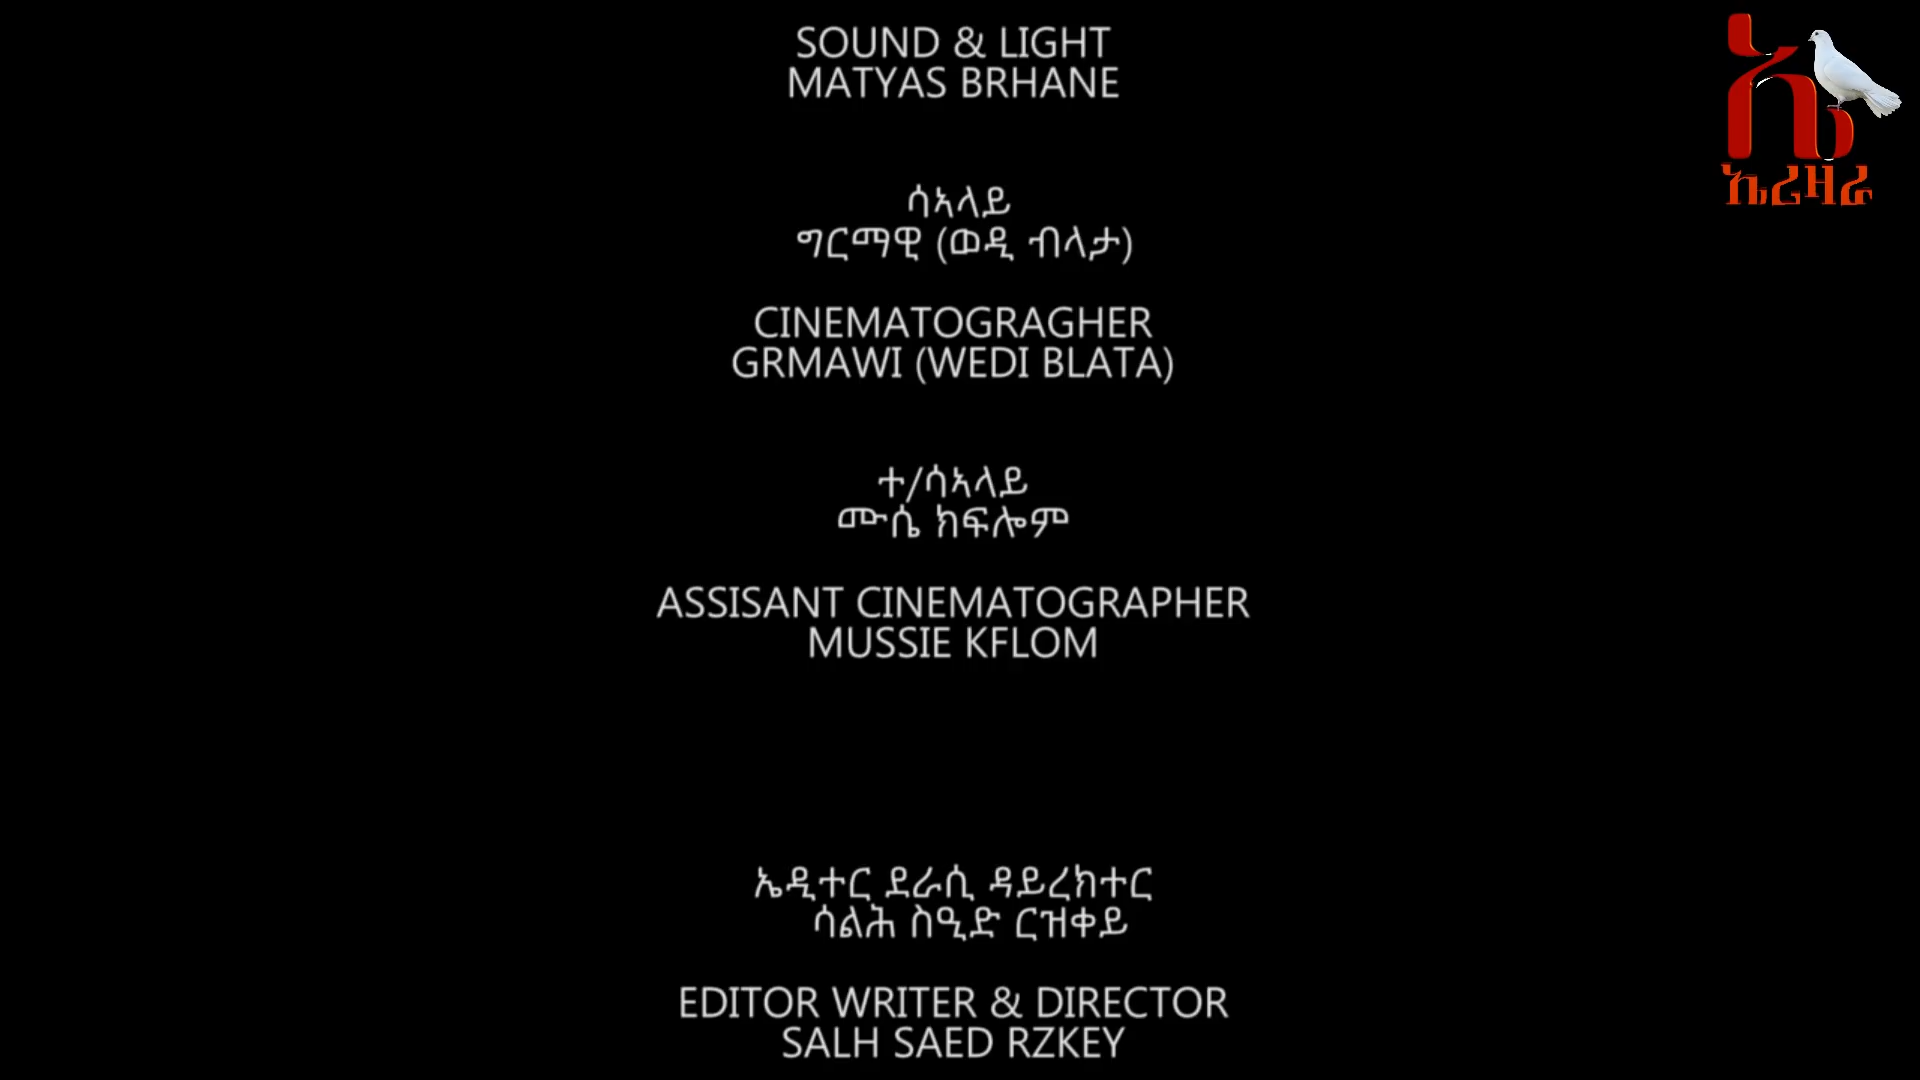 SOUND & LIGHT
MATYAS BRHANE
ሳኣላይ
ግርማዊ (ወዲ ብላታ)
CINEMATOGRAGHER
GRMAWI (WEDI BLATA)
ተ/ሳኣላይ
ሙሴ ክፍሎም
ASSISANT CINEMATOGRAPHER
MUSSIE KFLOM
ኤዲተር ደራሲ ዳይረክተር
ሳልሕ ስዒድ ርዝቀይ
EDITOR WRITER & DIRECTOR
SALH SAED RZKEY
ኤ
ኤሪዛራ